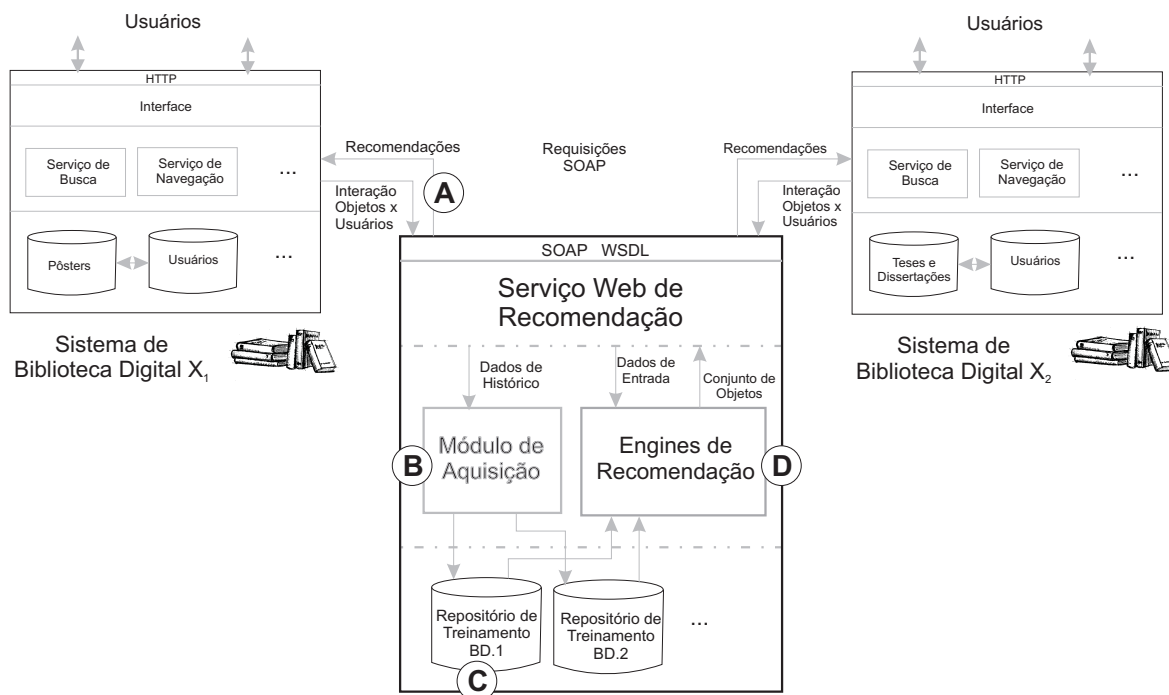 Usuários
HTTP
Interface
Serviço de
Busca
Serviço de
Navegação
...
Pôsters
Usuários
...
Sistema de
Biblioteca Digital X1
Recomendações
A
Interação
Objetos x
Usuários
Requisições
SOAP
Recomendações
Interação
Objetos x
Usuários
Usuários
HTTP
Interface
Serviço de
Busca
Serviço de
Navegação
...
Teses e
Dissertações
Usuários
...
Sistema de
Biblioteca Digital X2
SOAP WSDL
Serviço Web de
Recomendação
Dados de
Histórico
Dados de
Entrada
Conjunto de
Objetos
B
Módulo de
Aquisição
Engines de
Recomendação
D
Repositório de
Treinamento
BD.1
C
Repositório de
Treinamento
BD.2
...